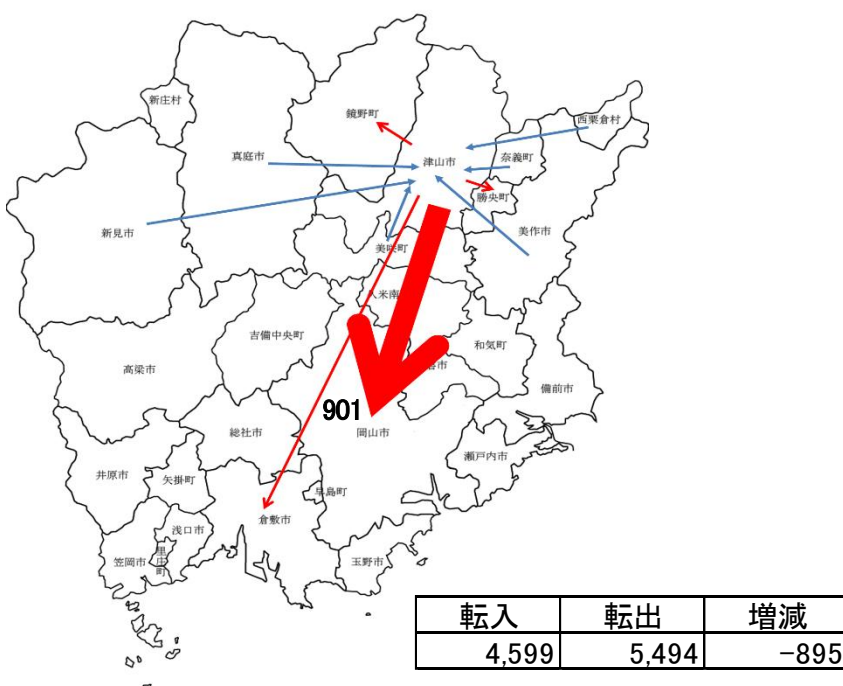 新庄村
鏡野町
西粟倉村
真庭市
津山市
奈義町
勝央町
新見市
美作市
美咲町
久米南
吉備中央町
和気町
高梁市
備前市
901
総社市
岡山市
瀬戸内市
井原市
矢掛町
早島町
倉敷市
浅口市
笠岡市
里庄町
玉野市
転入 転出 増減
4,599 5,494 -895